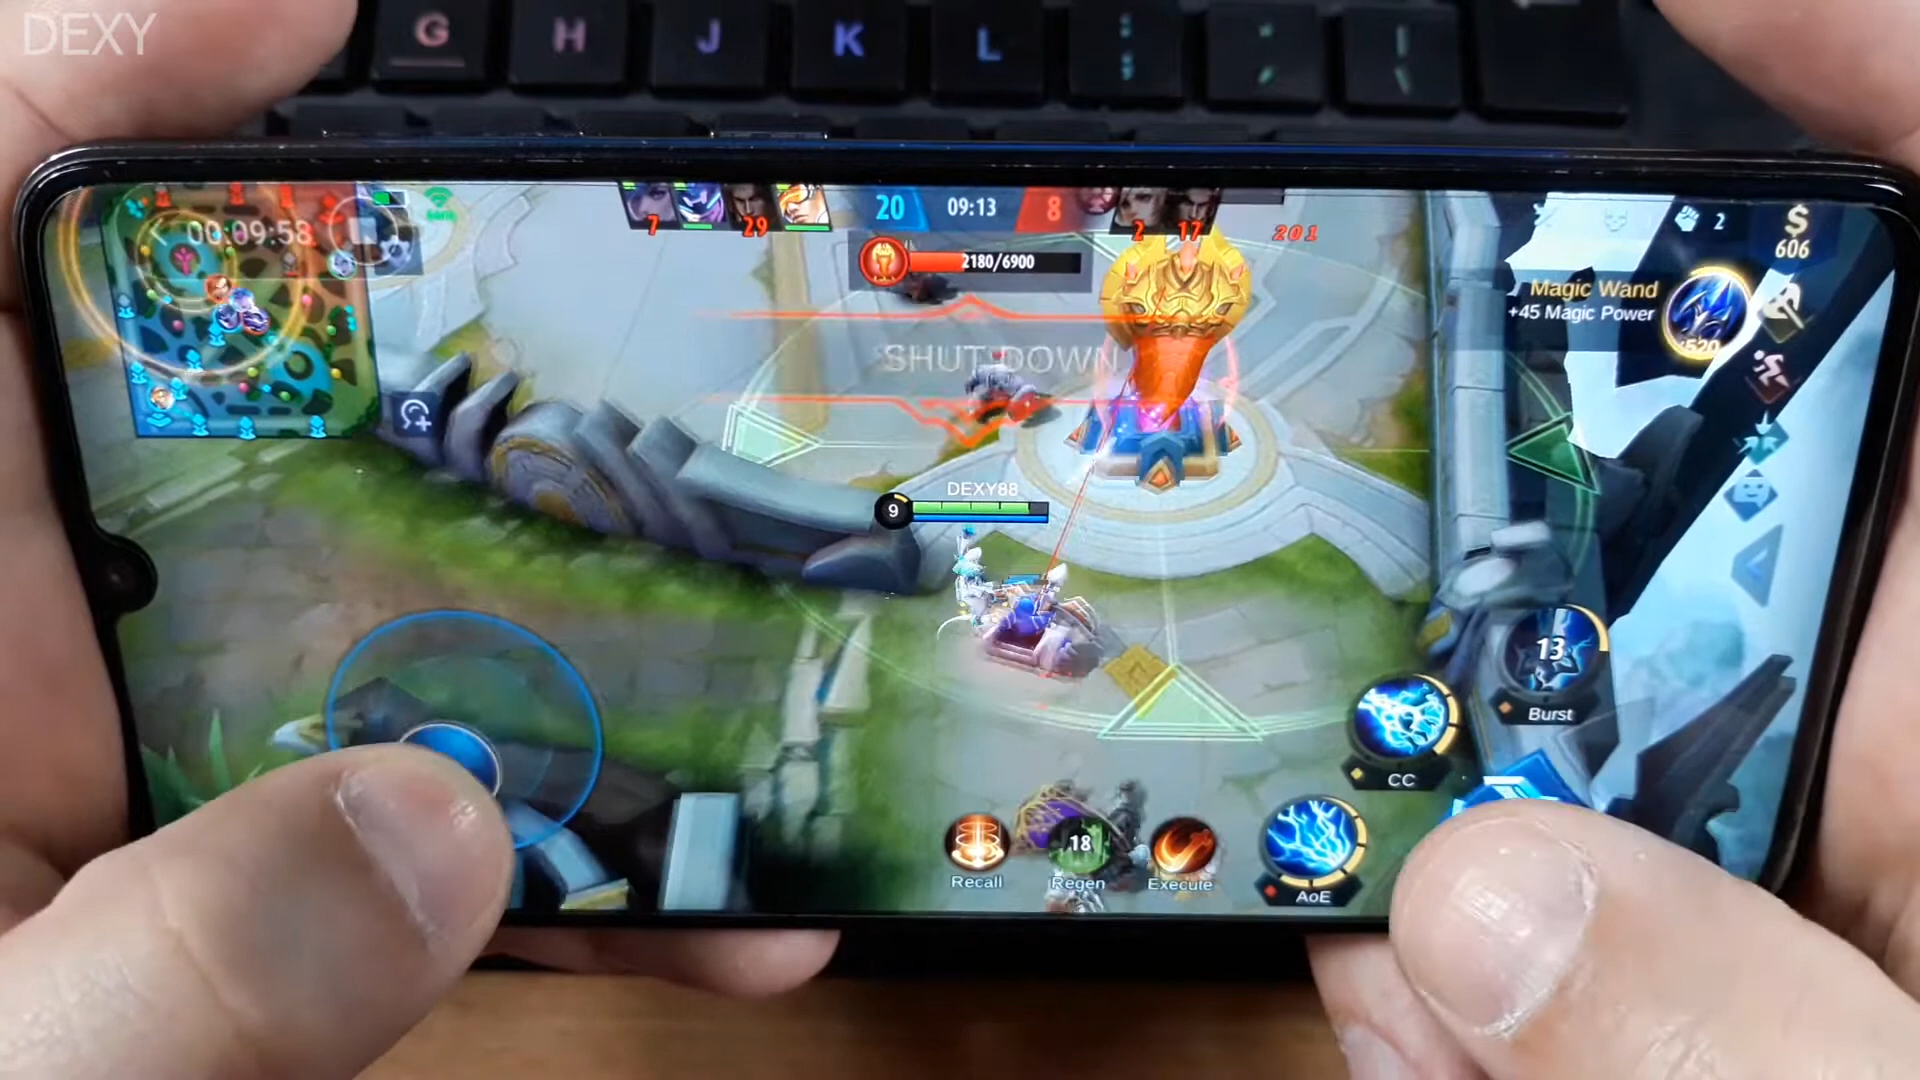 DEXY
G H J K L
00:09:58
7
29
20
09:13
8
2
17
201
2
$
606
2180/6900
Magic Wand
+45 Magic Power
520
SHUT DOWN
DEXY88
9
13
Burst
CC
18
Recall
Regen
Execute
AoE